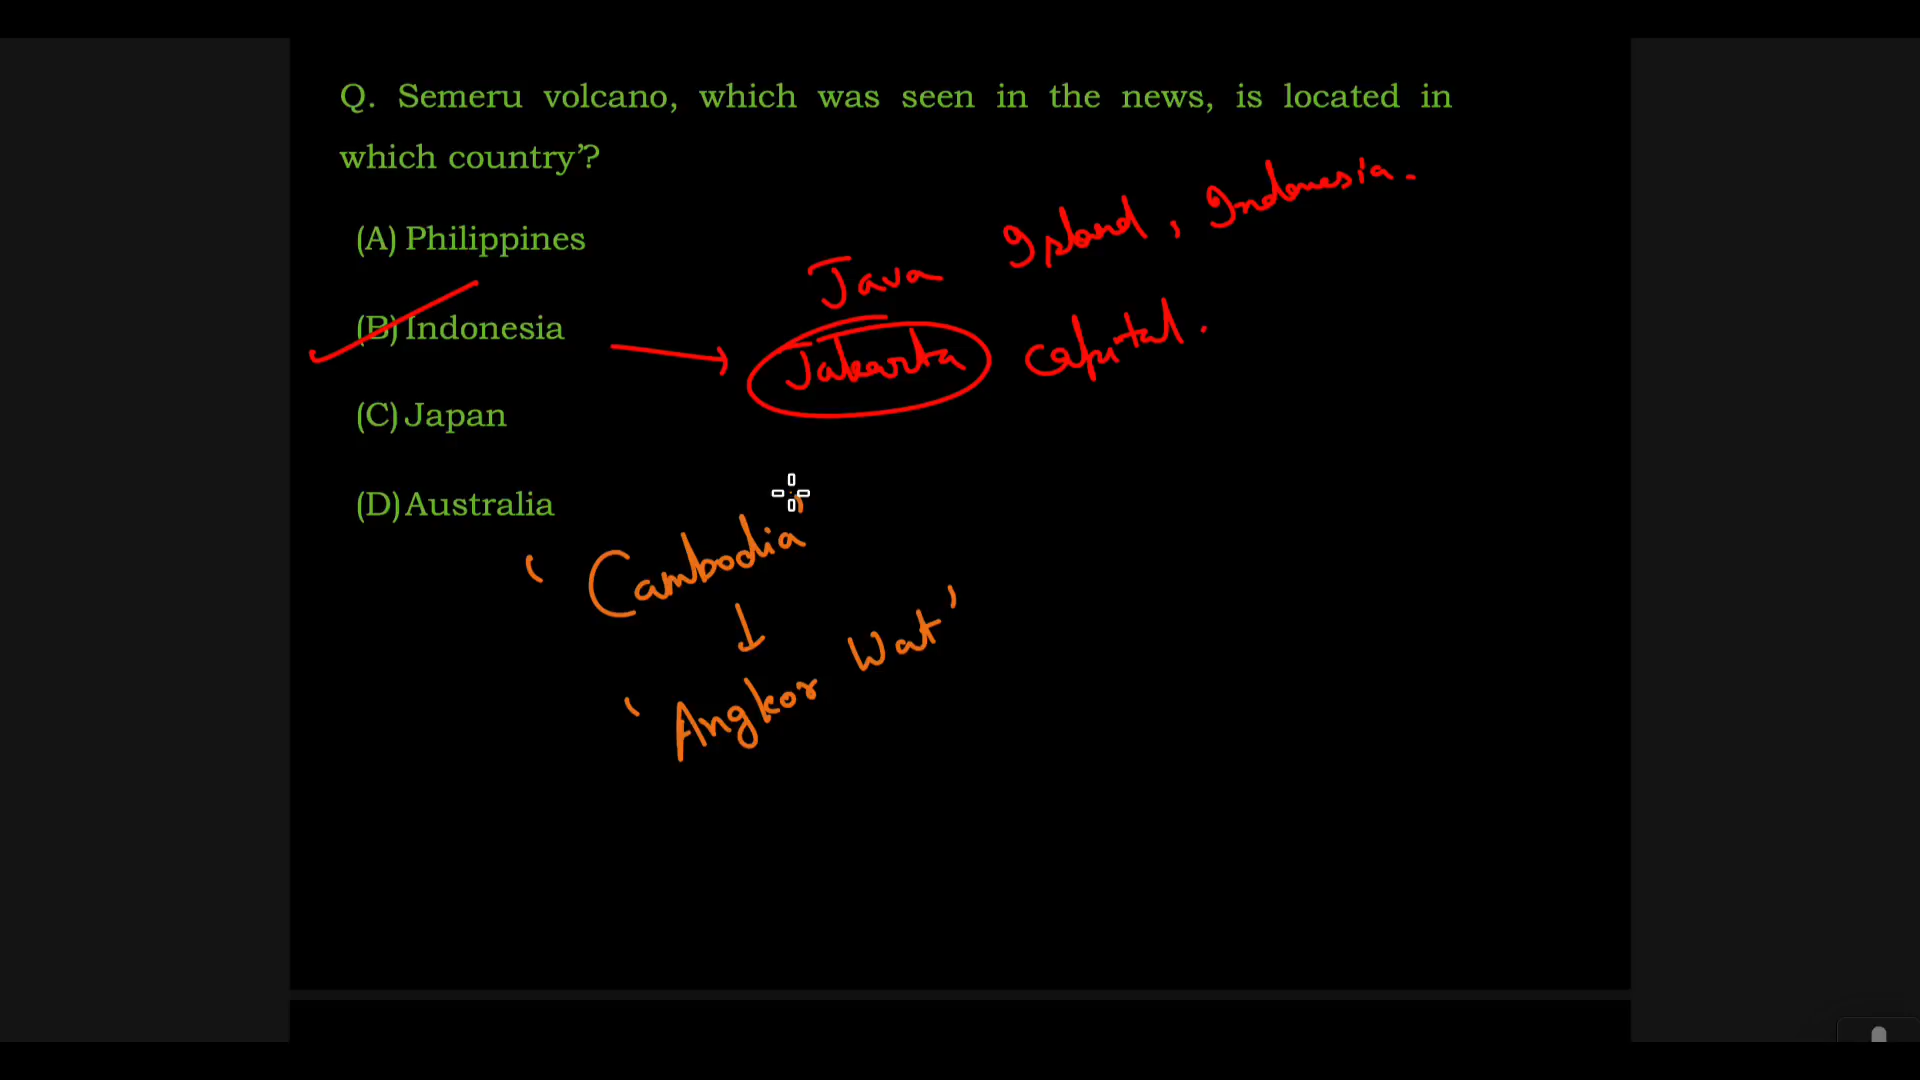 Q. Semeru volcano, which was seen in the news, is located in
which country’?
(A) Philippines
Java Island, Indonesia.
(B) Indonesia
Jakarta capital.
(C) Japan
(D) Australia
‘Cambodia’
‘Angkor Wat’